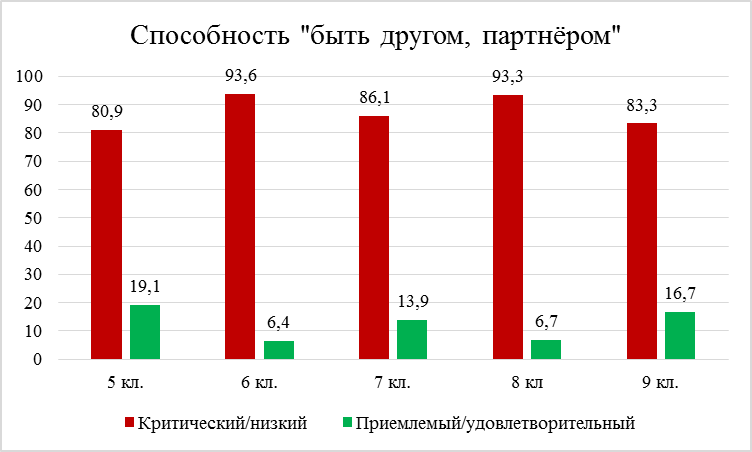 Способность "быть другом, партнёром"
100
90
80
70
60
50
40
30
20
10
0
80,9
19,1
93,6
6,4
86,1
13,9
93,3
6,7
83,3
16,7
5 кл.
6 кл.
7 кл.
8 кл
9 кл.
Критический/низкий
Приемлемый/удовлетворительный